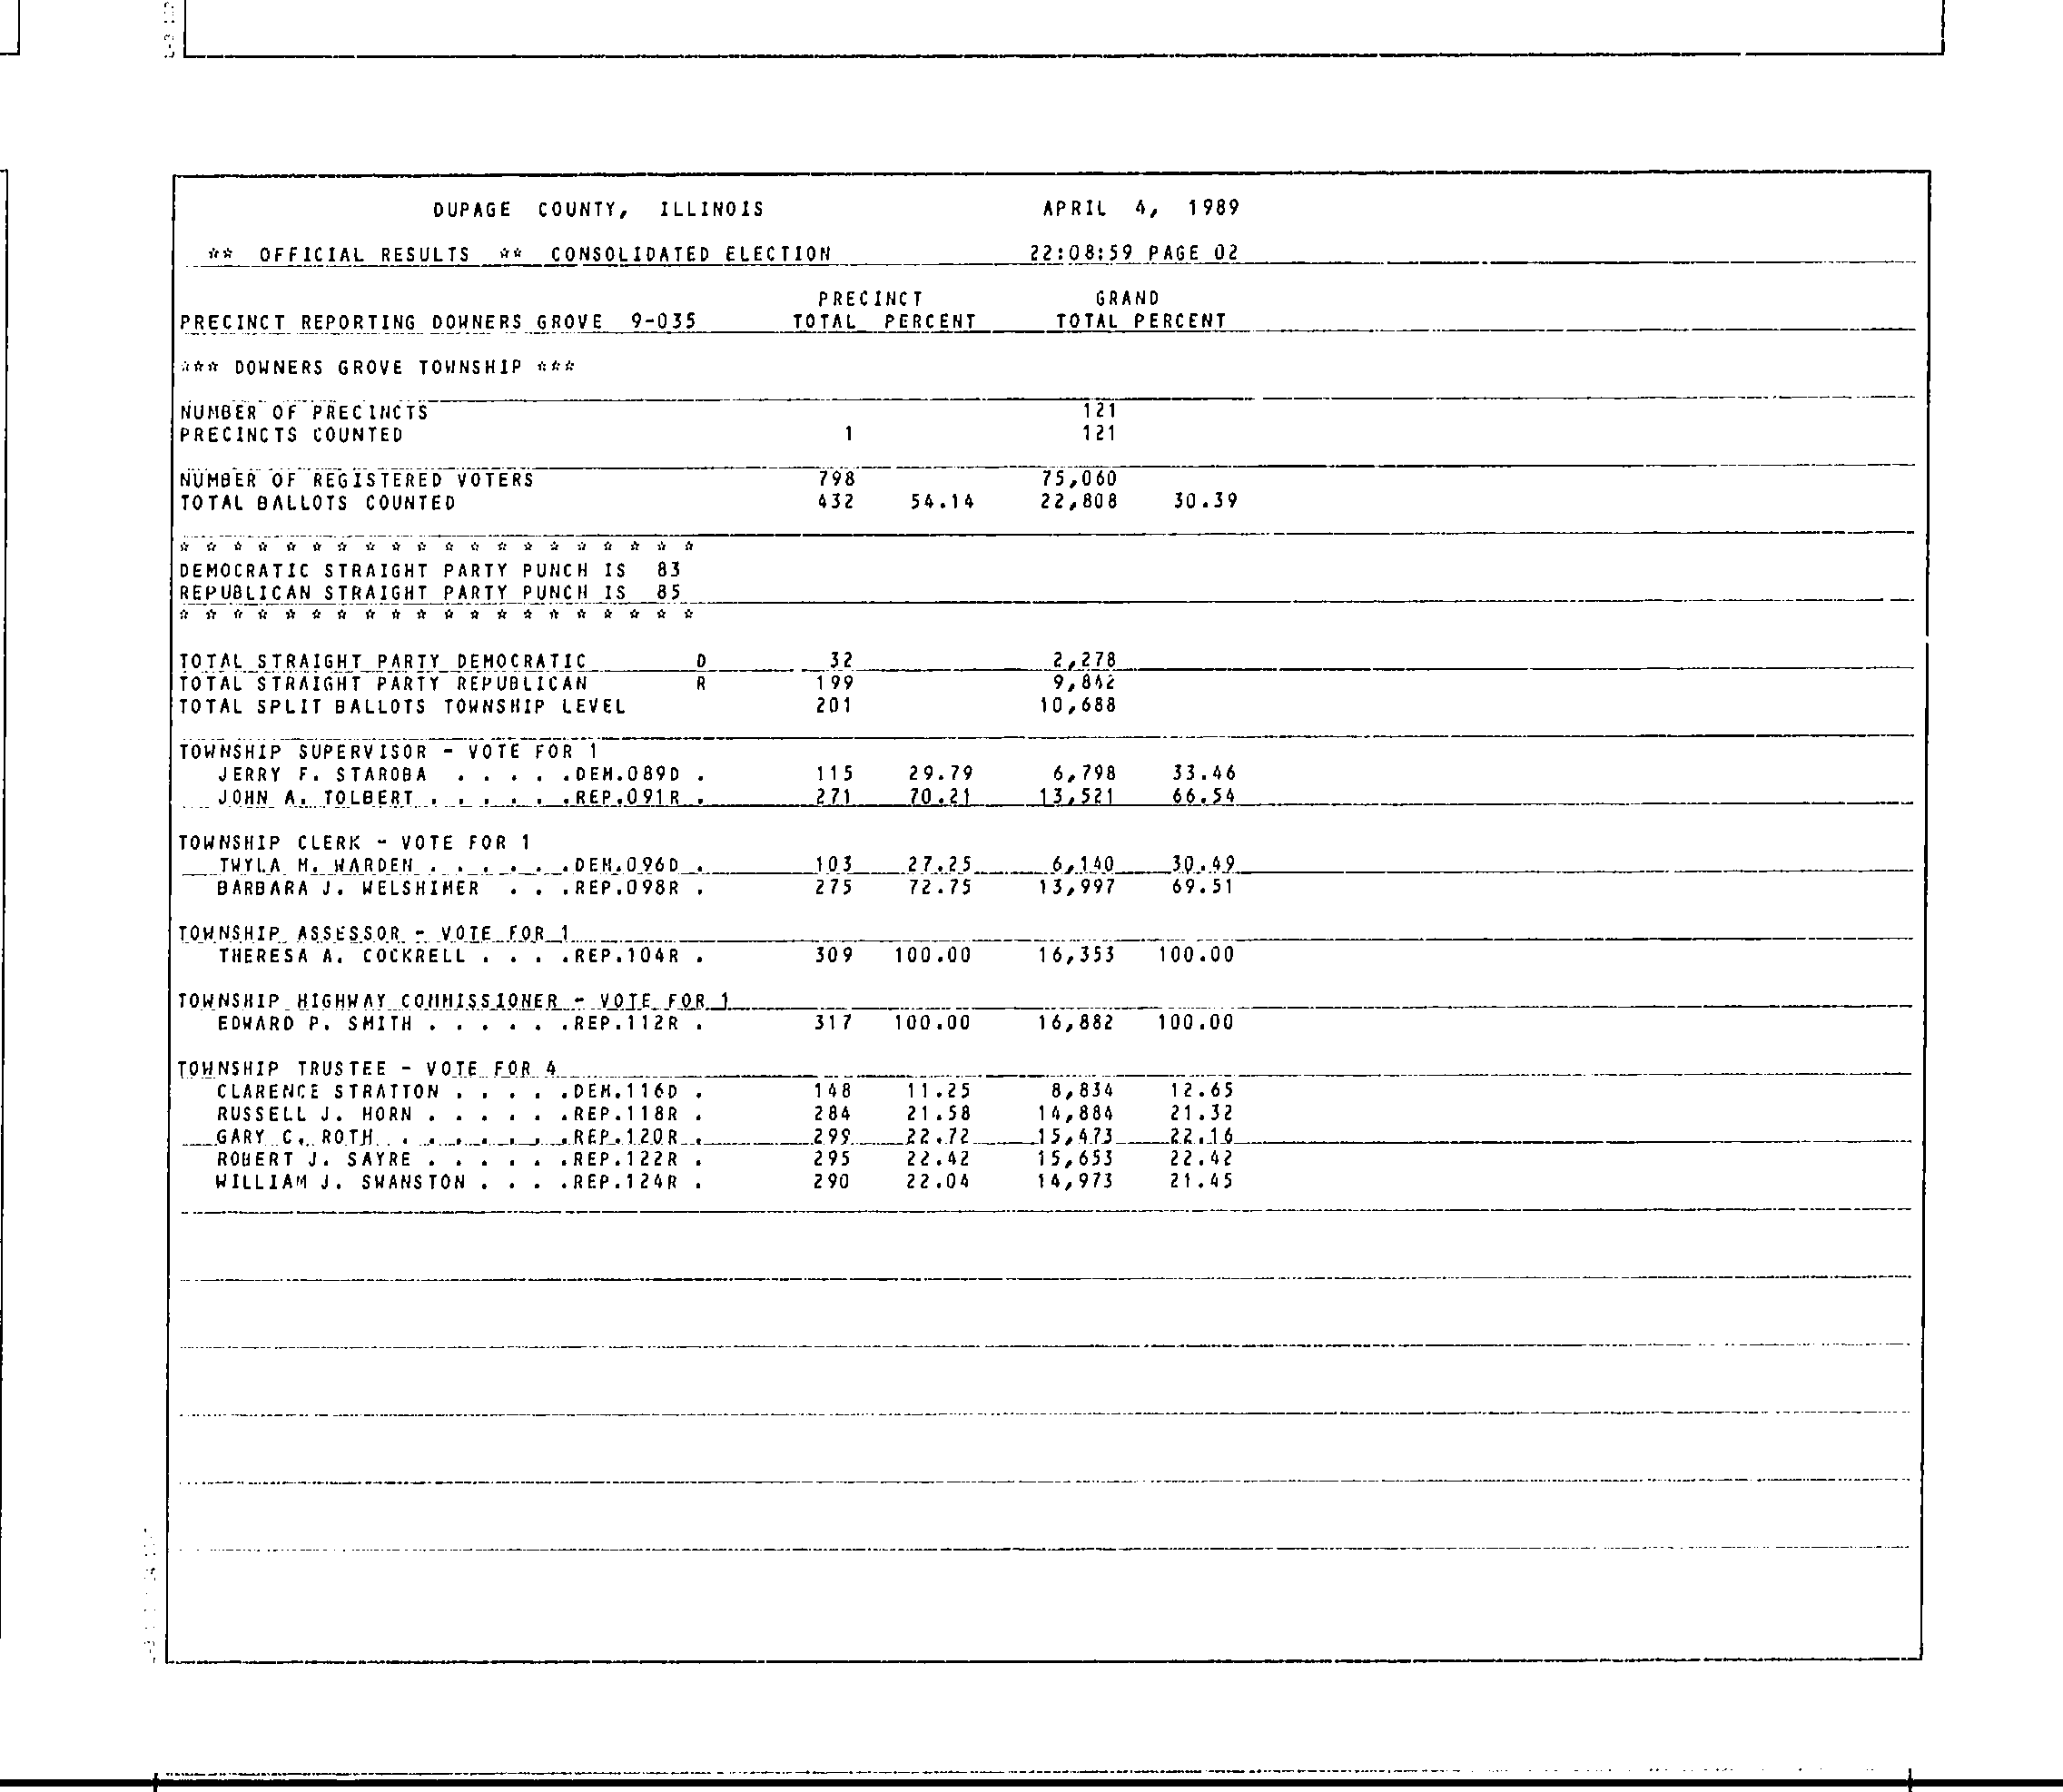 DUPAGE COUNTY, ILLINOIS APRIL 4, 1989
** OFFICIAL RESULTS ** CONSOLIDATED ELECTION 22:08:59 PAGE 02
PRECINCT GRAND
PRECINCT REPORTING DOWNERS GROVE 9-035 TOTAL PERCENT TOTAL PERCENT
*** DOWNERS GROVE TOWNSHIP ***
NUMBER OF PRECINCTS 121
PRECINCTS COUNTED 1 121
NUMBER OF REGISTERED VOTERS 798 75,060
TOTAL BALLOTS COUNTED 432 54.14 22,808 30.39
* * * * * * * * * * * * * * * * * * * *
DEMOCRATIC STRAIGHT PARTY PUNCH IS 83
REPUBLICAN STRAIGHT PARTY PUNCH IS 85
* * * * * * * * * * * * * * * * * * * *
TOTAL STRAIGHT PARTY DEMOCRATIC D 32 2,278
TOTAL STRAIGHT PARTY REPUBLICAN R 199 9,842
TOTAL SPLIT BALLOTS TOWNSHIP LEVEL 201 10,688
TOWNSHIP SUPERVISOR - VOTE FOR 1
JERRY F. STAROBA . . . . .DEM.089D . 115 29.79 6,798 33.46
JOHN A. TOLBERT . . . . . .REP.091R . 271 70.21 13,521 66.54
TOWNSHIP CLERK - VOTE FOR 1
TWYLA M. WARDEN . . . . . .DEM.096D . 103 27.25 6,140 30.49
BARBARA J. WELSHIMER . . .REP.098R . 275 72.75 13,997 69.51
TOWNSHIP ASSESSOR - VOTE FOR 1
THERESA A. COCKRELL . . . .REP.104R . 309 100.00 16,353 100.00
TOWNSHIP HIGHWAY COMMISSIONER - VOTE FOR 1
EDWARD P. SMITH . . . . . .REP.112R . 317 100.00 16,882 100.00
TOWNSHIP TRUSTEE - VOTE FOR 4
CLARENCE STRATTON . . . . .DEM.116D . 148 11.25 8,834 12.65
RUSSELL J. HORN . . . . . .REP.118R . 284 21.58 14,884 21.32
GARY C. ROTH . . . . . . .REP.120R . 299 22.72 15,473 22.16
ROBERT J. SAYRE . . . . . .REP.122R . 295 22.42 15,653 22.42
WILLIAM J. SWANSTON . . . .REP.124R . 290 22.04 14,973 21.45